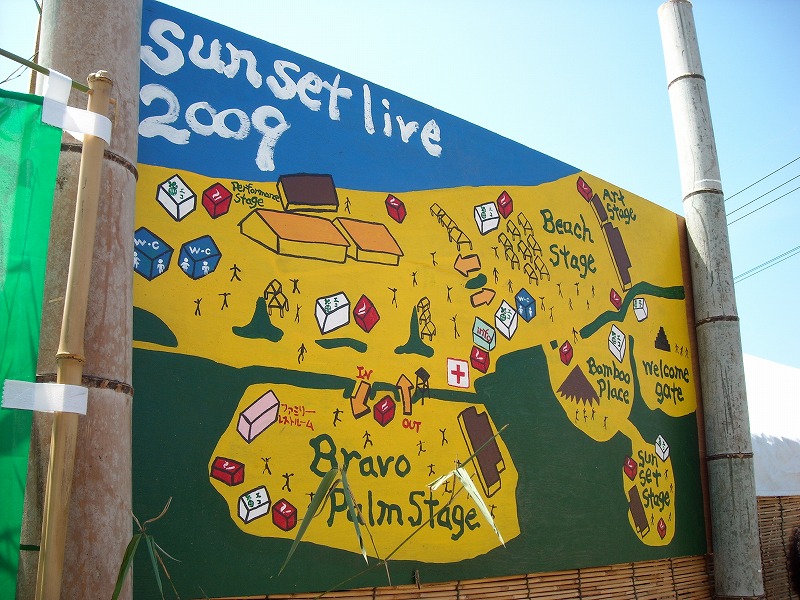 sunset live
2009
Performance
Stage
Art
Stage
Beach
Stage
W-C
W-C
W-C
INFO
IN
OUT
Bamboo
Place
welcome
gate
ファミリー
レストルーム
Bravo
Palm Stage
sun
set
Stage